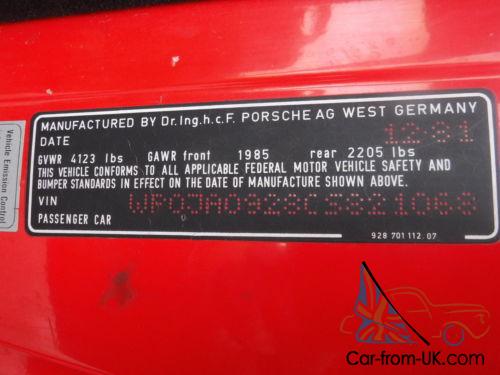 MANUFACTURED BY Dr.Ing.h.c.F. PORSCHE AG WEST GERMANY
DATE 12-81
GVWR 4123 lbs GAWR front 1985 rear 2205 lbs
THIS VEHICLE CONFORMS TO ALL APPLICABLE FEDERAL MOTOR VEHICLE SAFETY AND
BUMPER STANDARDS IN EFFECT ON THE DATE OF MANUFACTURE SHOWN ABOVE.
VIN WP0JA0928CS821063
PASSENGER CAR
928 701 112.07
Vehicle Emission Control
Car-from-UK.com